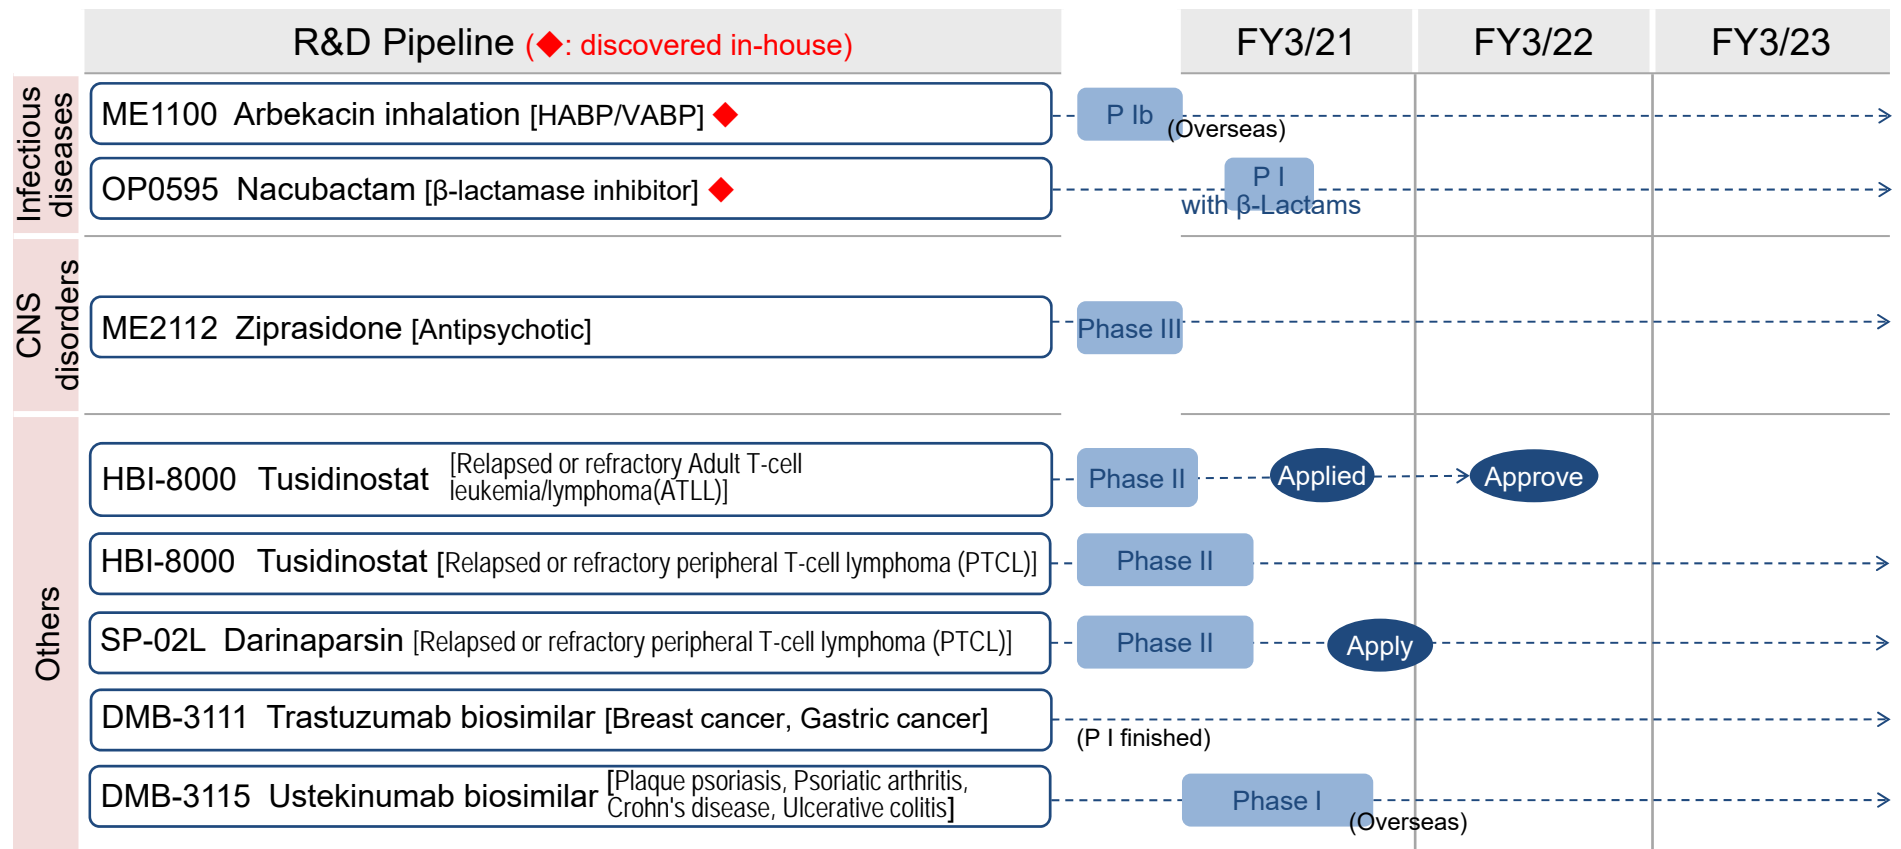 R&D Pipeline (◆: discovered in-house)
FY3/21
FY3/22
FY3/23
Infectious
diseases
ME1100 Arbekacin inhalation [HABP/VABP] ◆
P Ib
(Overseas)
OP0595 Nacubactam [β-lactamase inhibitor] ◆
P I
with β-Lactams
CNS
disorders
ME2112 Ziprasidone [Antipsychotic]
Phase III
Others
HBI-8000 Tusidinostat [Relapsed or refractory Adult T-cell
leukemia/lymphoma(ATLL)]
Phase II
Applied
Approve
HBI-8000 Tusidinostat [Relapsed or refractory peripheral T-cell lymphoma (PTCL)]
Phase II
SP-02L Darinaparsin [Relapsed or refractory peripheral T-cell lymphoma (PTCL)]
Phase II
Apply
DMB-3111 Trastuzumab biosimilar [Breast cancer, Gastric cancer]
(P I finished)
DMB-3115 Ustekinumab biosimilar [Plaque psoriasis, Psoriatic arthritis,
Crohn's disease, Ulcerative colitis]
Phase I
(Overseas)